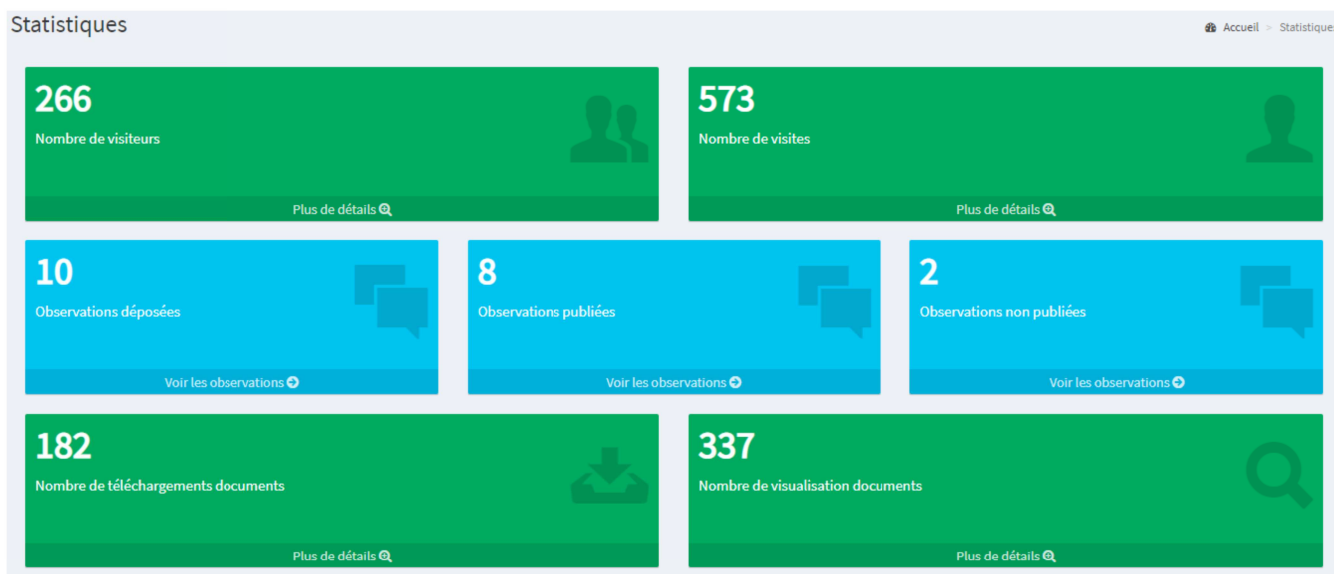 Statistiques
Accueil > Statistiques
266
573
Nombre de visiteurs
Nombre de visites
Plus de détails
Plus de détails
10
8
2
Observations déposées
Observations publiées
Observations non publiées
Voir les observations
Voir les observations
Voir les observations
182
337
Nombre de téléchargements documents
Nombre de visualisation documents
Plus de détails
Plus de détails